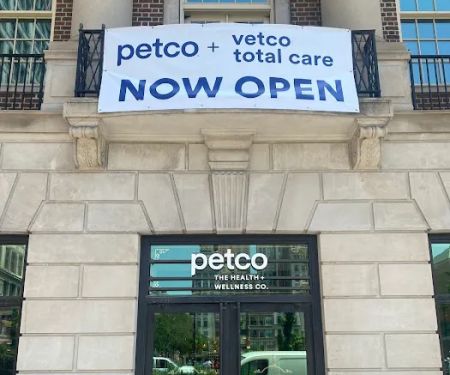 petco + vetco
total care
NOW OPEN
petco
THE HEALTH +
WELLNESS CO.